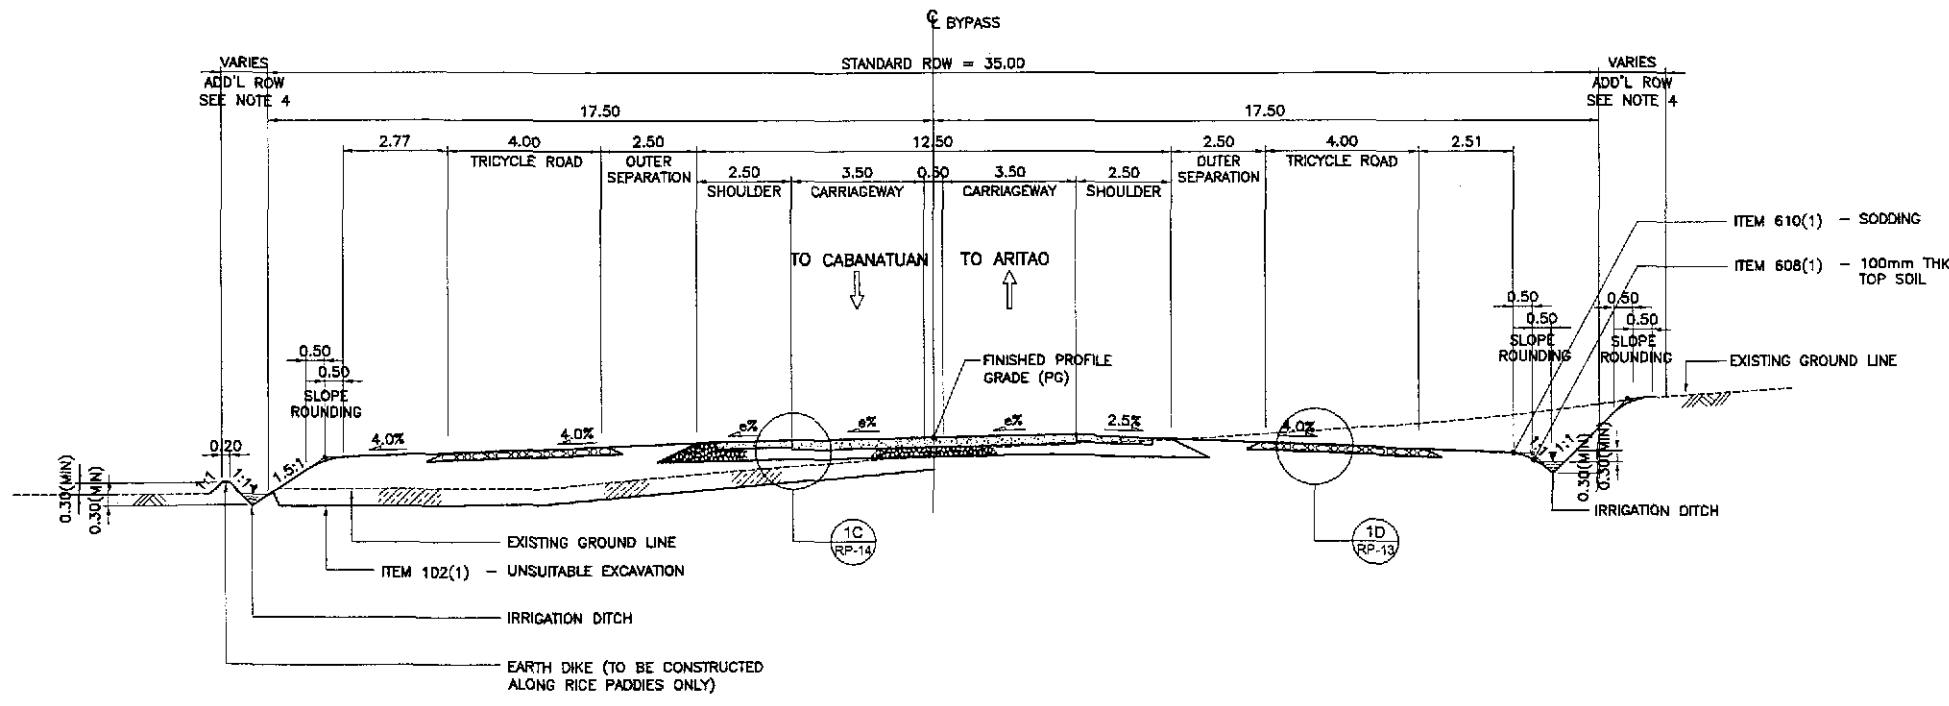 ℄ BYPASS
VARIES
STANDARD ROW = 35.00
VARIES
ADD'L ROW
SEE NOTE 4
ADD'L ROW
SEE NOTE 4
17.50
17.50
2.77
4.00
2.50
12.50
2.50
4.00
2.51
TRICYCLE ROAD
OUTER
SEPARATION
OUTER
SEPARATION
TRICYCLE ROAD
2.50
3.50
0.50
3.50
2.50
SHOULDER
CARRIAGEWAY
CARRIAGEWAY
SHOULDER
ITEM 610(1) - SODDING
TO CABANATUAN
TO ARITAO
ITEM 608(1) - 100mm THK
TOP SOIL
0.50
0.50
SLOPE
ROUNDING
0.50
0.50
SLOPE
ROUNDING
0.50
0.50
SLOPE
ROUNDING
FINISHED PROFILE
GRADE (PG)
EXISTING GROUND LINE
4.0%
4.0%
e%
e%
e%
2.5%
4.0%
0.20
1:1
1.5:1
1:1
0.30(MIN)
0.30(MIN)
0.30(MIN)
0.30(MIN)
1C
RP-14
1D
RP-13
IRRIGATION DITCH
EXISTING GROUND LINE
ITEM 102(1) - UNSUITABLE EXCAVATION
IRRIGATION DITCH
EARTH DIKE (TO BE CONSTRUCTED
ALONG RICE PADDIES ONLY)